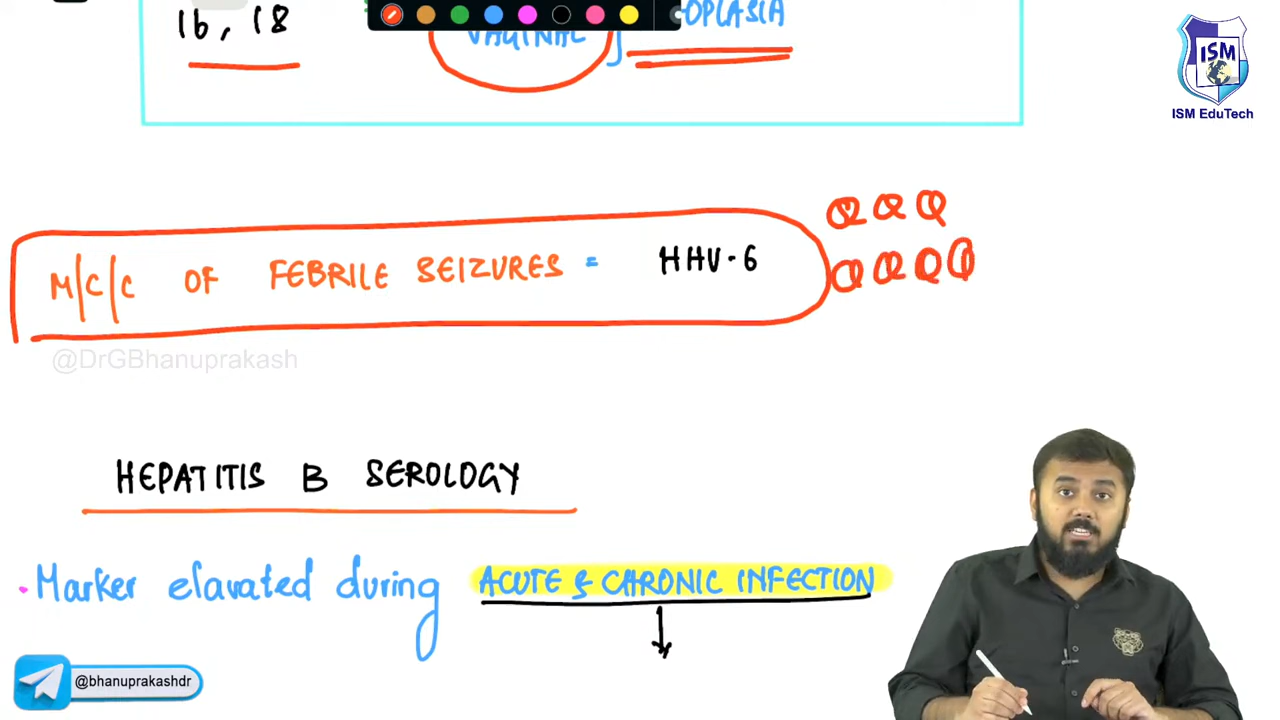 16, 18
VAGINAL
OPLASIA
ISM
ISM EduTech
Q Q Q
M/C/C OF FEBRILE SEIZURES = HHV-6
Q Q Q Q
@DrGBhanuprakash
HEPATITIS B SEROLOGY
. Marker elavated during ACUTE & CHRONIC INFECTION
@bhanuprakashdr